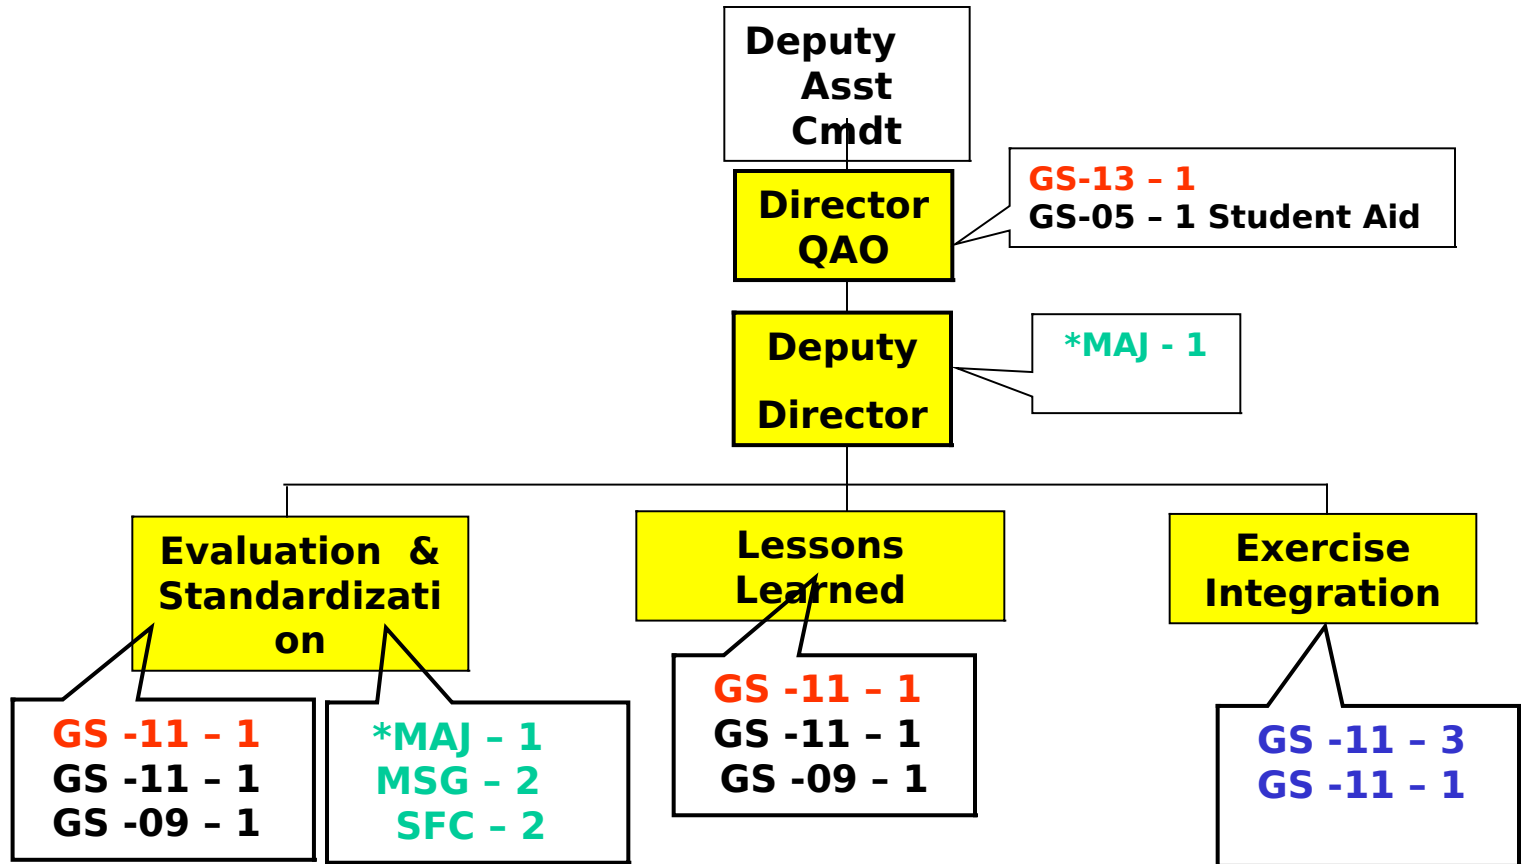 Deputy
Asst
Cmdt
Director
QAO
GS-13 – 1
GS-05 – 1 Student Aid
Deputy
Director
*MAJ - 1
Evaluation &
Standardizati
on
Lessons
Learned
Exercise
Integration
GS -11 – 1
GS -11 – 1
GS -09 – 1
*MAJ – 1
MSG – 2
SFC – 2
GS -11 – 1
GS -11 – 1
GS -09 – 1
GS -11 – 3
GS -11 – 1